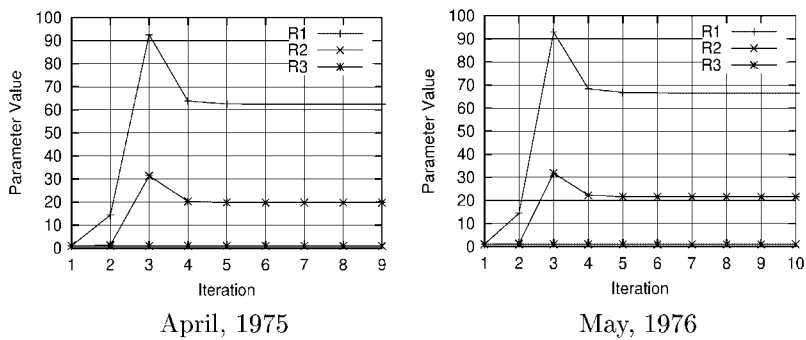 100
90
80
70
60
50
40
30
20
10
0
Parameter Value
R1
R2
R3
1 2 3 4 5 6 7 8 9
Iteration
April, 1975
100
90
80
70
60
50
40
30
20
10
0
Parameter Value
R1
R2
R3
1 2 3 4 5 6 7 8 9 10
Iteration
May, 1976